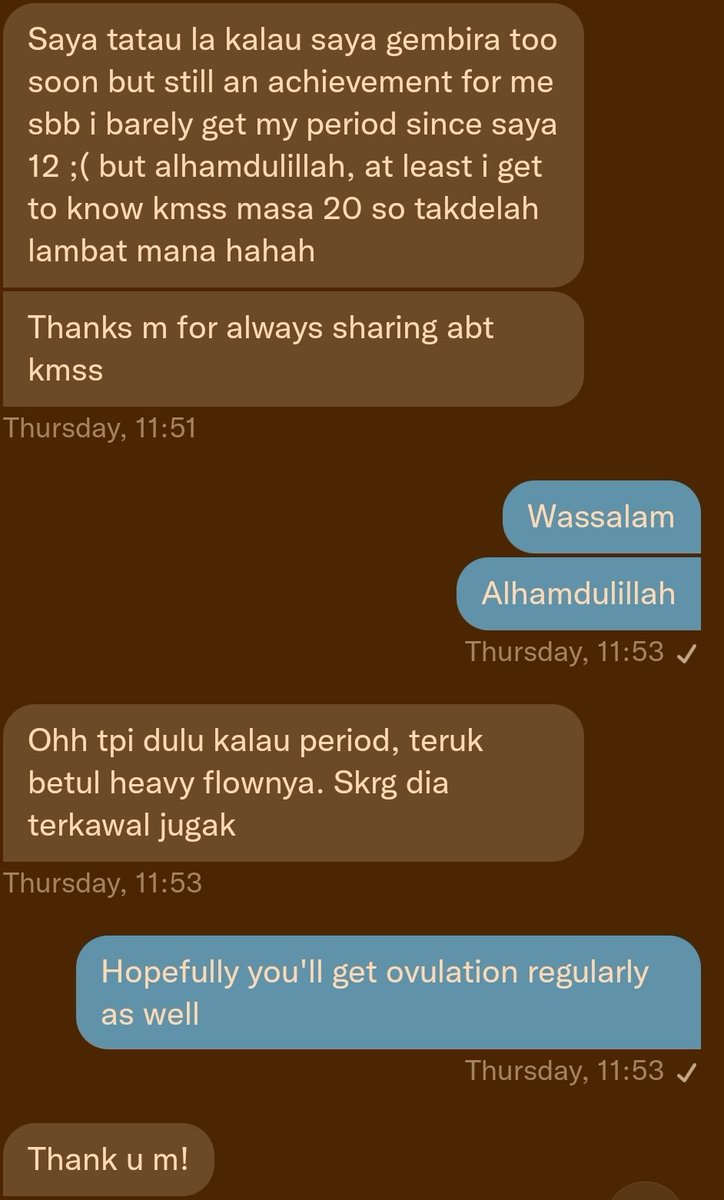 Saya tatau la kalau saya gembira too
soon but still an achievement for me
sbb i barely get my period since saya
12 ;( but alhamdulillah, at least i get
to know kmss masa 20 so takdelah
lambat mana hahah
Thanks m for always sharing abt
kmss
Thursday, 11:51
Wassalam
Alhamdulillah
Thursday, 11:53 ✓
Ohh tpi dulu kalau period, teruk
betul heavy flownya. Skrg dia
terkawal jugak
Thursday, 11:53
Hopefully you'll get ovulation regularly
as well
Thursday, 11:53 ✓
Thank u m!